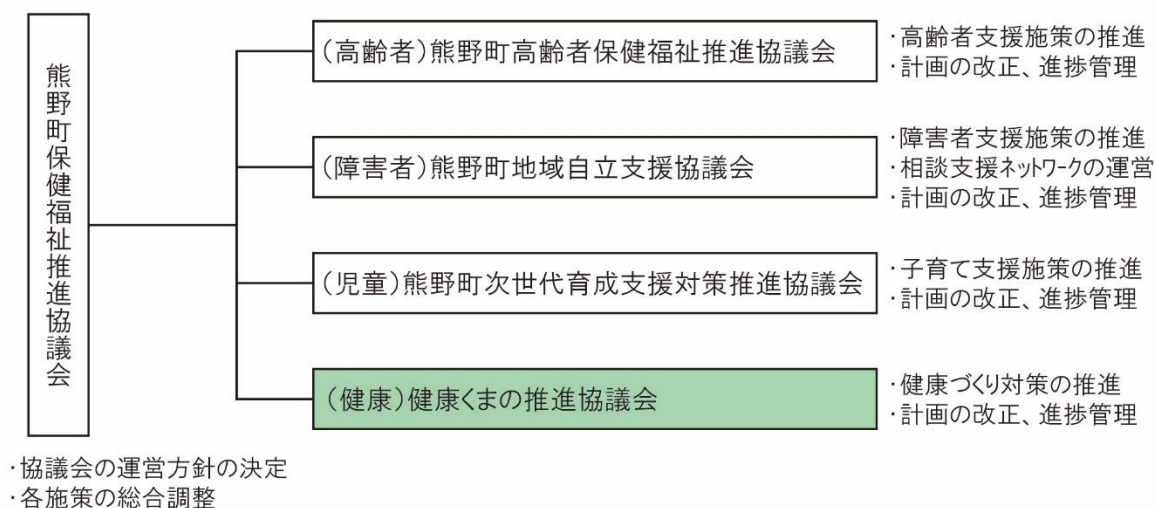 熊野町保健福祉推進協議会
・協議会の運営方針の決定
・各施策の総合調整
(高齢者)熊野町高齢者保健福祉推進協議会
・高齢者支援施策の推進
・計画の改正、進捗管理
(障害者)熊野町地域自立支援協議会
・障害者支援施策の推進
・相談支援ネットワークの運営
・計画の改正、進捗管理
(児童)熊野町次世代育成支援対策推進協議会
・子育て支援施策の推進
・計画の改正、進捗管理
(健康)健康くまの推進協議会
・健康づくり対策の推進
・計画の改正、進捗管理